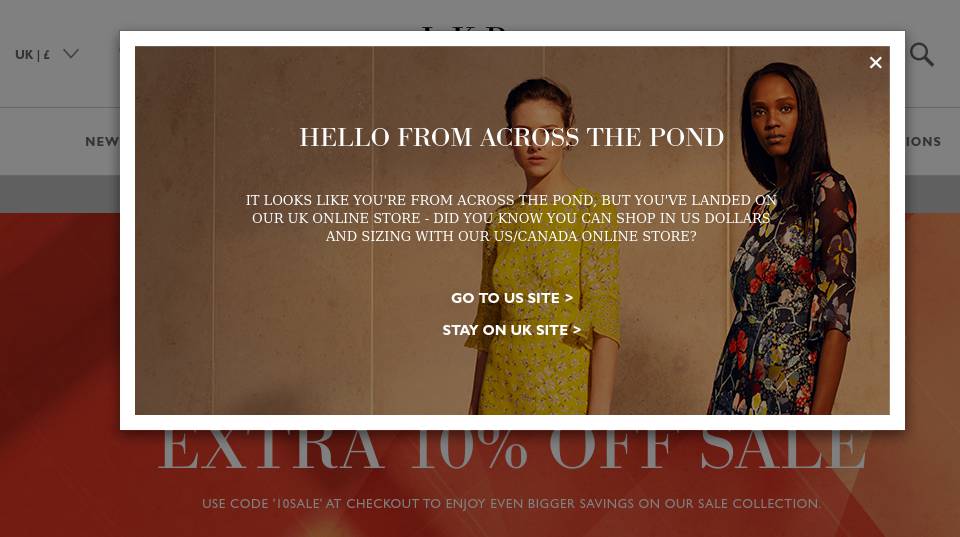 UK | £
HELLO FROM ACROSS THE POND
IT LOOKS LIKE YOU'RE FROM ACROSS THE POND, BUT YOU'VE LANDED ON
OUR UK ONLINE STORE - DID YOU KNOW YOU CAN SHOP IN US DOLLARS
AND SIZING WITH OUR US/CANADA ONLINE STORE?
GO TO US SITE >
STAY ON UK SITE >
EXTRA 10% OFF SALE
USE CODE '10SALE' AT CHECKOUT TO ENJOY EVEN BIGGER SAVINGS ON OUR SALE COLLECTION.